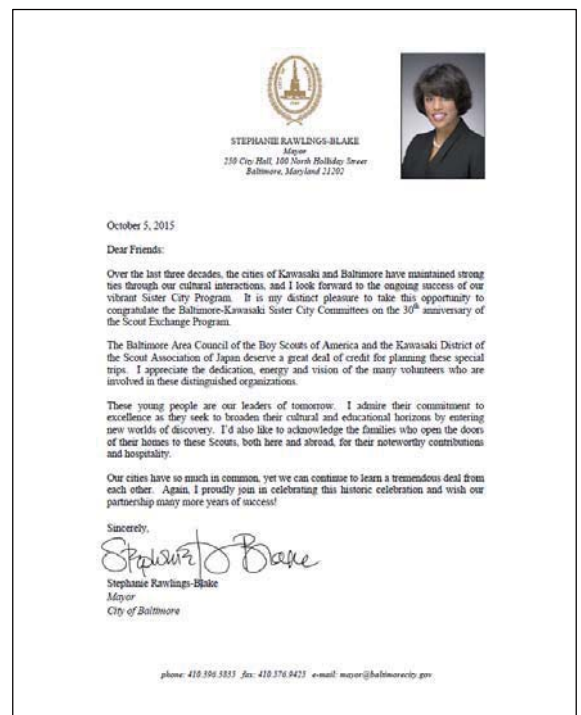 STEPHANIE RAWLINGS-BLAKE
Mayor
250 City Hall, 100 North Holliday Street
Baltimore, Maryland 21202
October 5, 2015
Dear Friends:
Over the last three decades, the cities of Kawasaki and Baltimore have maintained strong
ties through our cultural interactions, and I look forward to the ongoing success of our
vibrant Sister City Program. It is my distinct pleasure to take this opportunity to
congratulate the Baltimore-Kawasaki Sister City Committees on the 30th anniversary of
the Scout Exchange Program.
The Baltimore Area Council of the Boy Scouts of America and the Kawasaki District of
the Scout Association of Japan deserve a great deal of credit for planning these special
trips. I appreciate the dedication, energy and vision of the many volunteers who are
involved in these distinguished organizations.
These young people are our leaders of tomorrow. I admire their commitment to
excellence as they seek to broaden their cultural and educational horizons by entering
new worlds of discovery. I'd also like to acknowledge the families who open the doors
of their homes to these Scouts, both here and abroad, for their noteworthy contributions
and hospitality.
Our cities have so much in common, yet we can continue to learn a tremendous deal from
each other. Again, I proudly join in celebrating this historic celebration and wish our
partnership many more years of success!
Sincerely,
Stephanie Rawlings-Blake
Mayor
City of Baltimore
phone: 410.396.3835 fax: 410.576.9425 e-mail: mayor@baltimorecity.gov